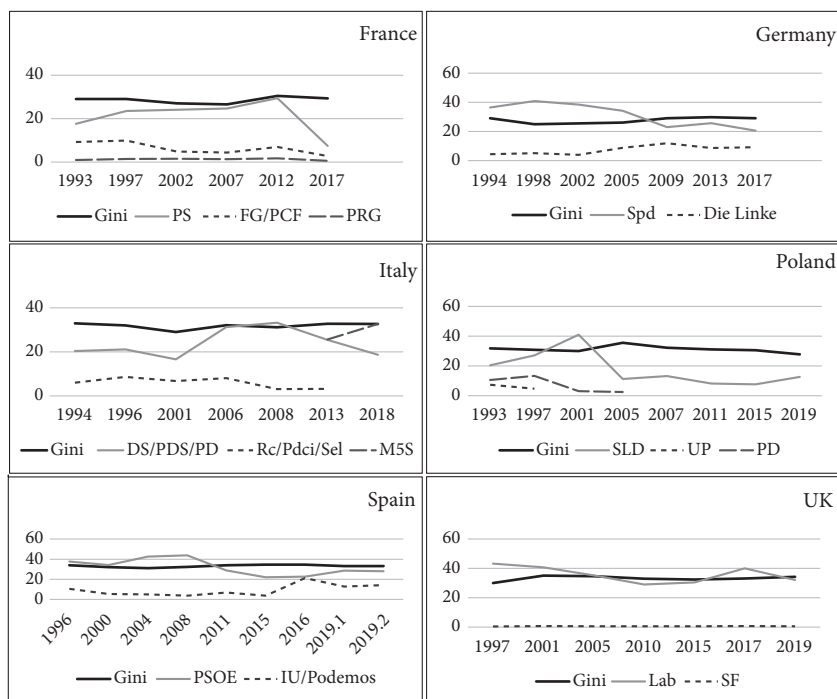 France
40
20
0
1993 1997 2002 2007 2012 2017
Gini PS FG/PCF PRG
Germany
60
40
20
0
1994 1998 2002 2005 2009 2013 2017
Gini Spd Die Linke
Italy
40
20
0
1994 1996 2001 2006 2008 2013 2018
Gini DS/PDS/PD Rc/Pdci/Sel M5S
Poland
60
40
20
0
1993 1997 2001 2005 2007 2011 2015 2019
Gini SLD UP PD
Spain
60
40
20
0
1996 2000 2004 2008 2011 2015 2016 2019.1 2019.2
Gini PSOE IU/Podemos
UK
60
40
20
0
1997 2001 2005 2010 2015 2017 2019
Gini Lab SF